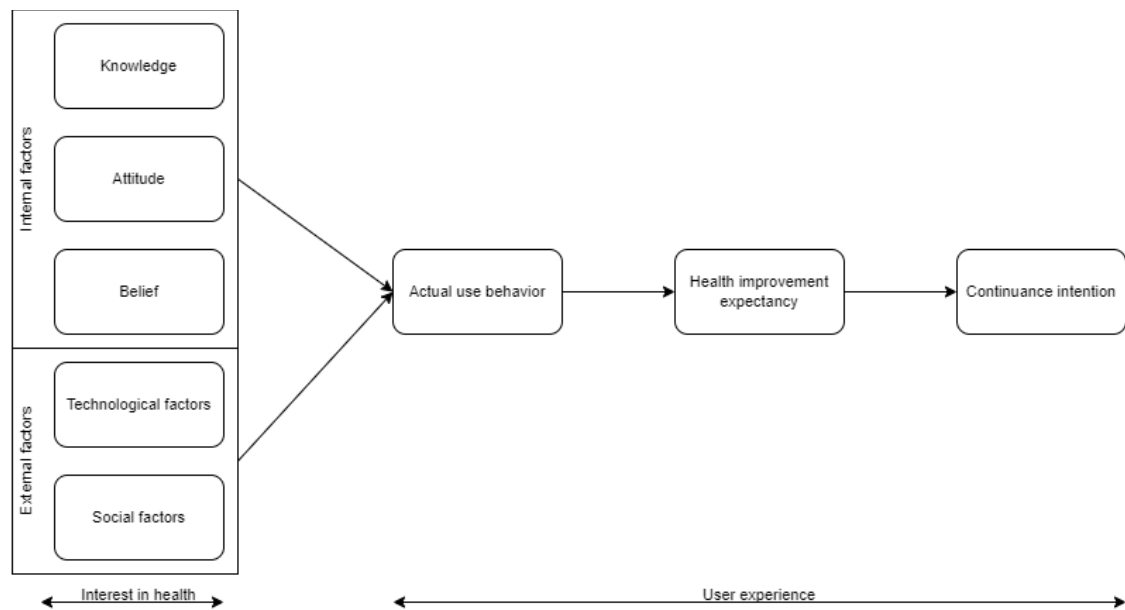 Internal factors
Knowledge
Attitude
Belief
External factors
Technological factors
Social factors
Actual use behavior
Health improvement
expectancy
Continuance intention
Interest in health
User experience